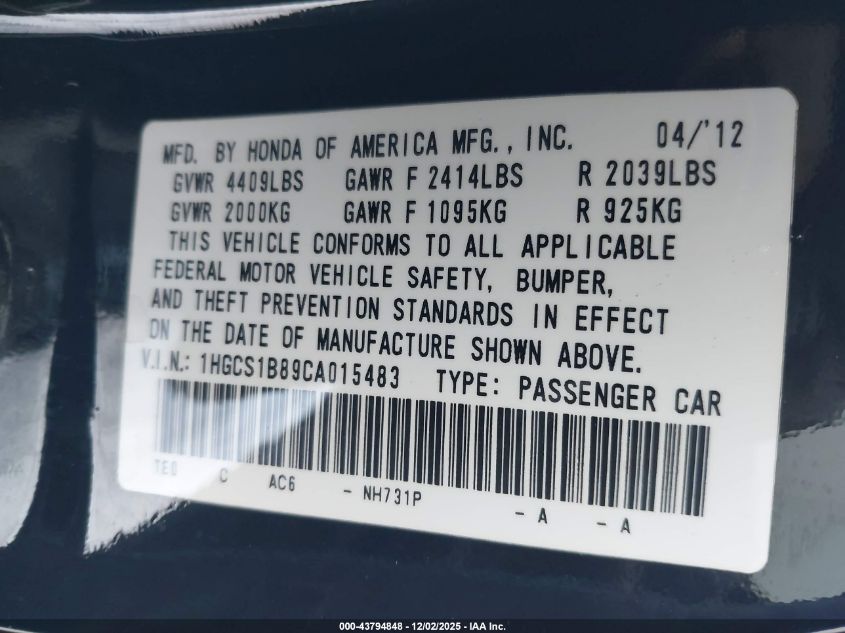 MFD. BY HONDA OF AMERICA MFG., INC. 04/'12
GVWR 4409LBS GAWR F 2414LBS R 2039LBS
GVWR 2000KG GAWR F 1095KG R 925KG
THIS VEHICLE CONFORMS TO ALL APPLICABLE
FEDERAL MOTOR VEHICLE SAFETY, BUMPER,
AND THEFT PREVENTION STANDARDS IN EFFECT
ON THE DATE OF MANUFACTURE SHOWN ABOVE.
V.I.N.: 1HGCS1B89CA015483 TYPE: PASSENGER CAR
C AC6 - NH731P - A - A
000-43794848 - 12/02/2025 - IAA Inc.